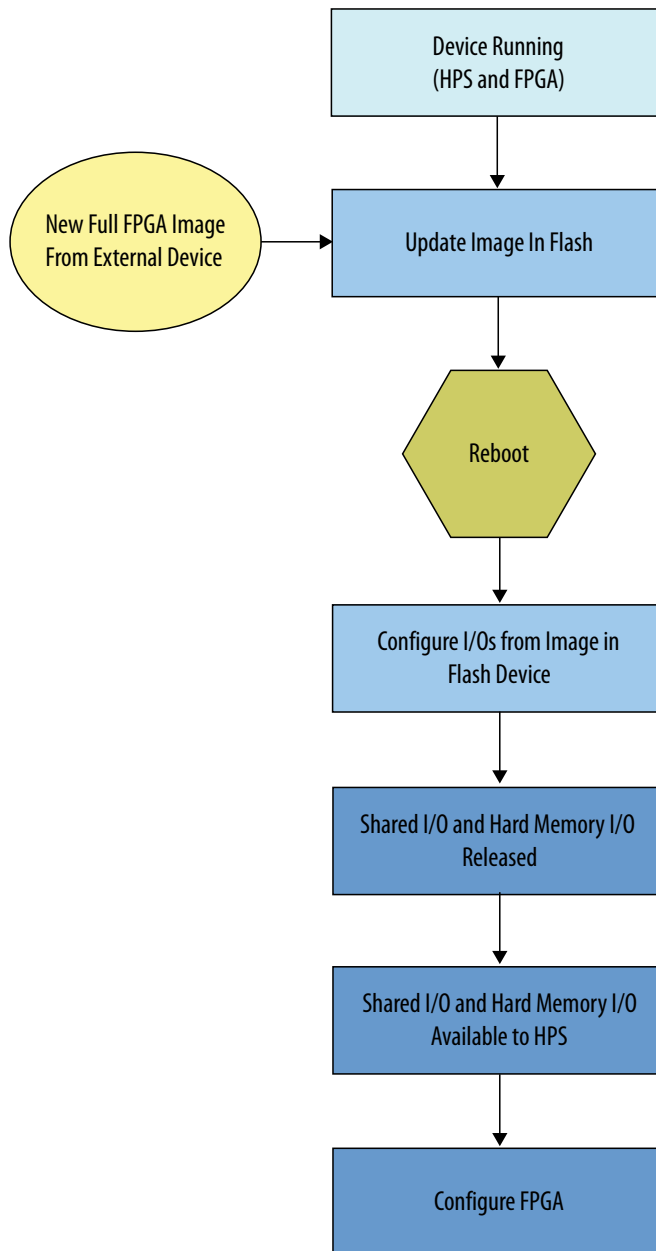 Device Running
(HPS and FPGA)
New Full FPGA Image
From External Device
Update Image In Flash
Reboot
Configure I/Os from Image in
Flash Device
Shared I/O and Hard Memory I/O
Released
Shared I/O and Hard Memory I/O
Available to HPS
Configure FPGA